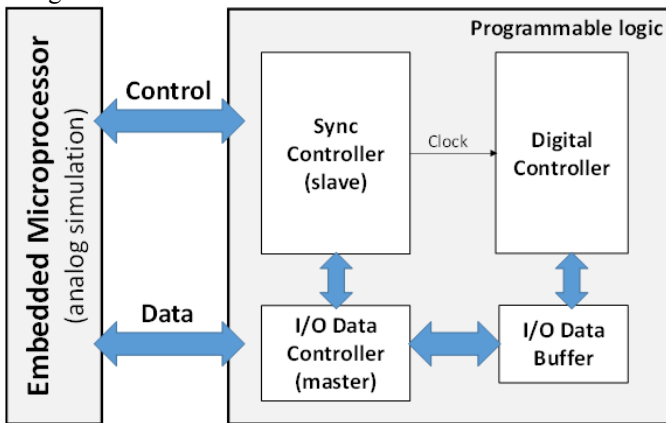 Programmable logic
Embedded Microprocessor
(analog simulation)
Control
Sync
Controller
(slave)
Clock
Digital
Controller
Data
I/O Data
Controller
(master)
I/O Data
Buffer